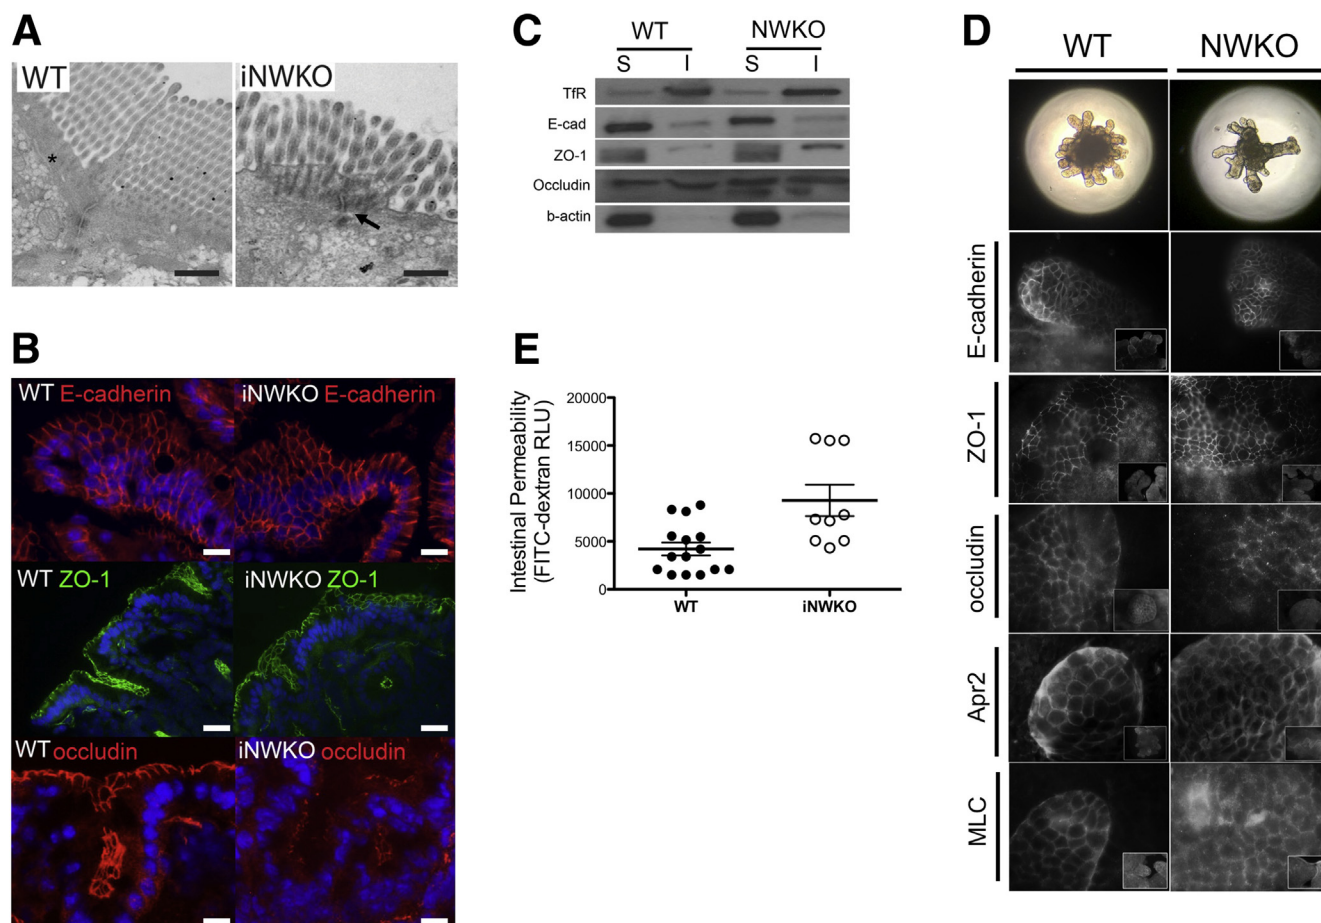 A
WT
iNWKO
*
B
WT E-cadherin
iNWKO E-cadherin
WT ZO-1
iNWKO ZO-1
WT occludin
iNWKO occludin
C
WT
NWKO
S
I
S
I
TfR
E-cad
ZO-1
Occludin
b-actin
E
Intestinal Permeability
(FITC-dextran RLU)
20000
15000
10000
5000
0
WT
iNWKO
D
WT
NWKO
E-cadherin
ZO-1
occludin
Apr2
MLC